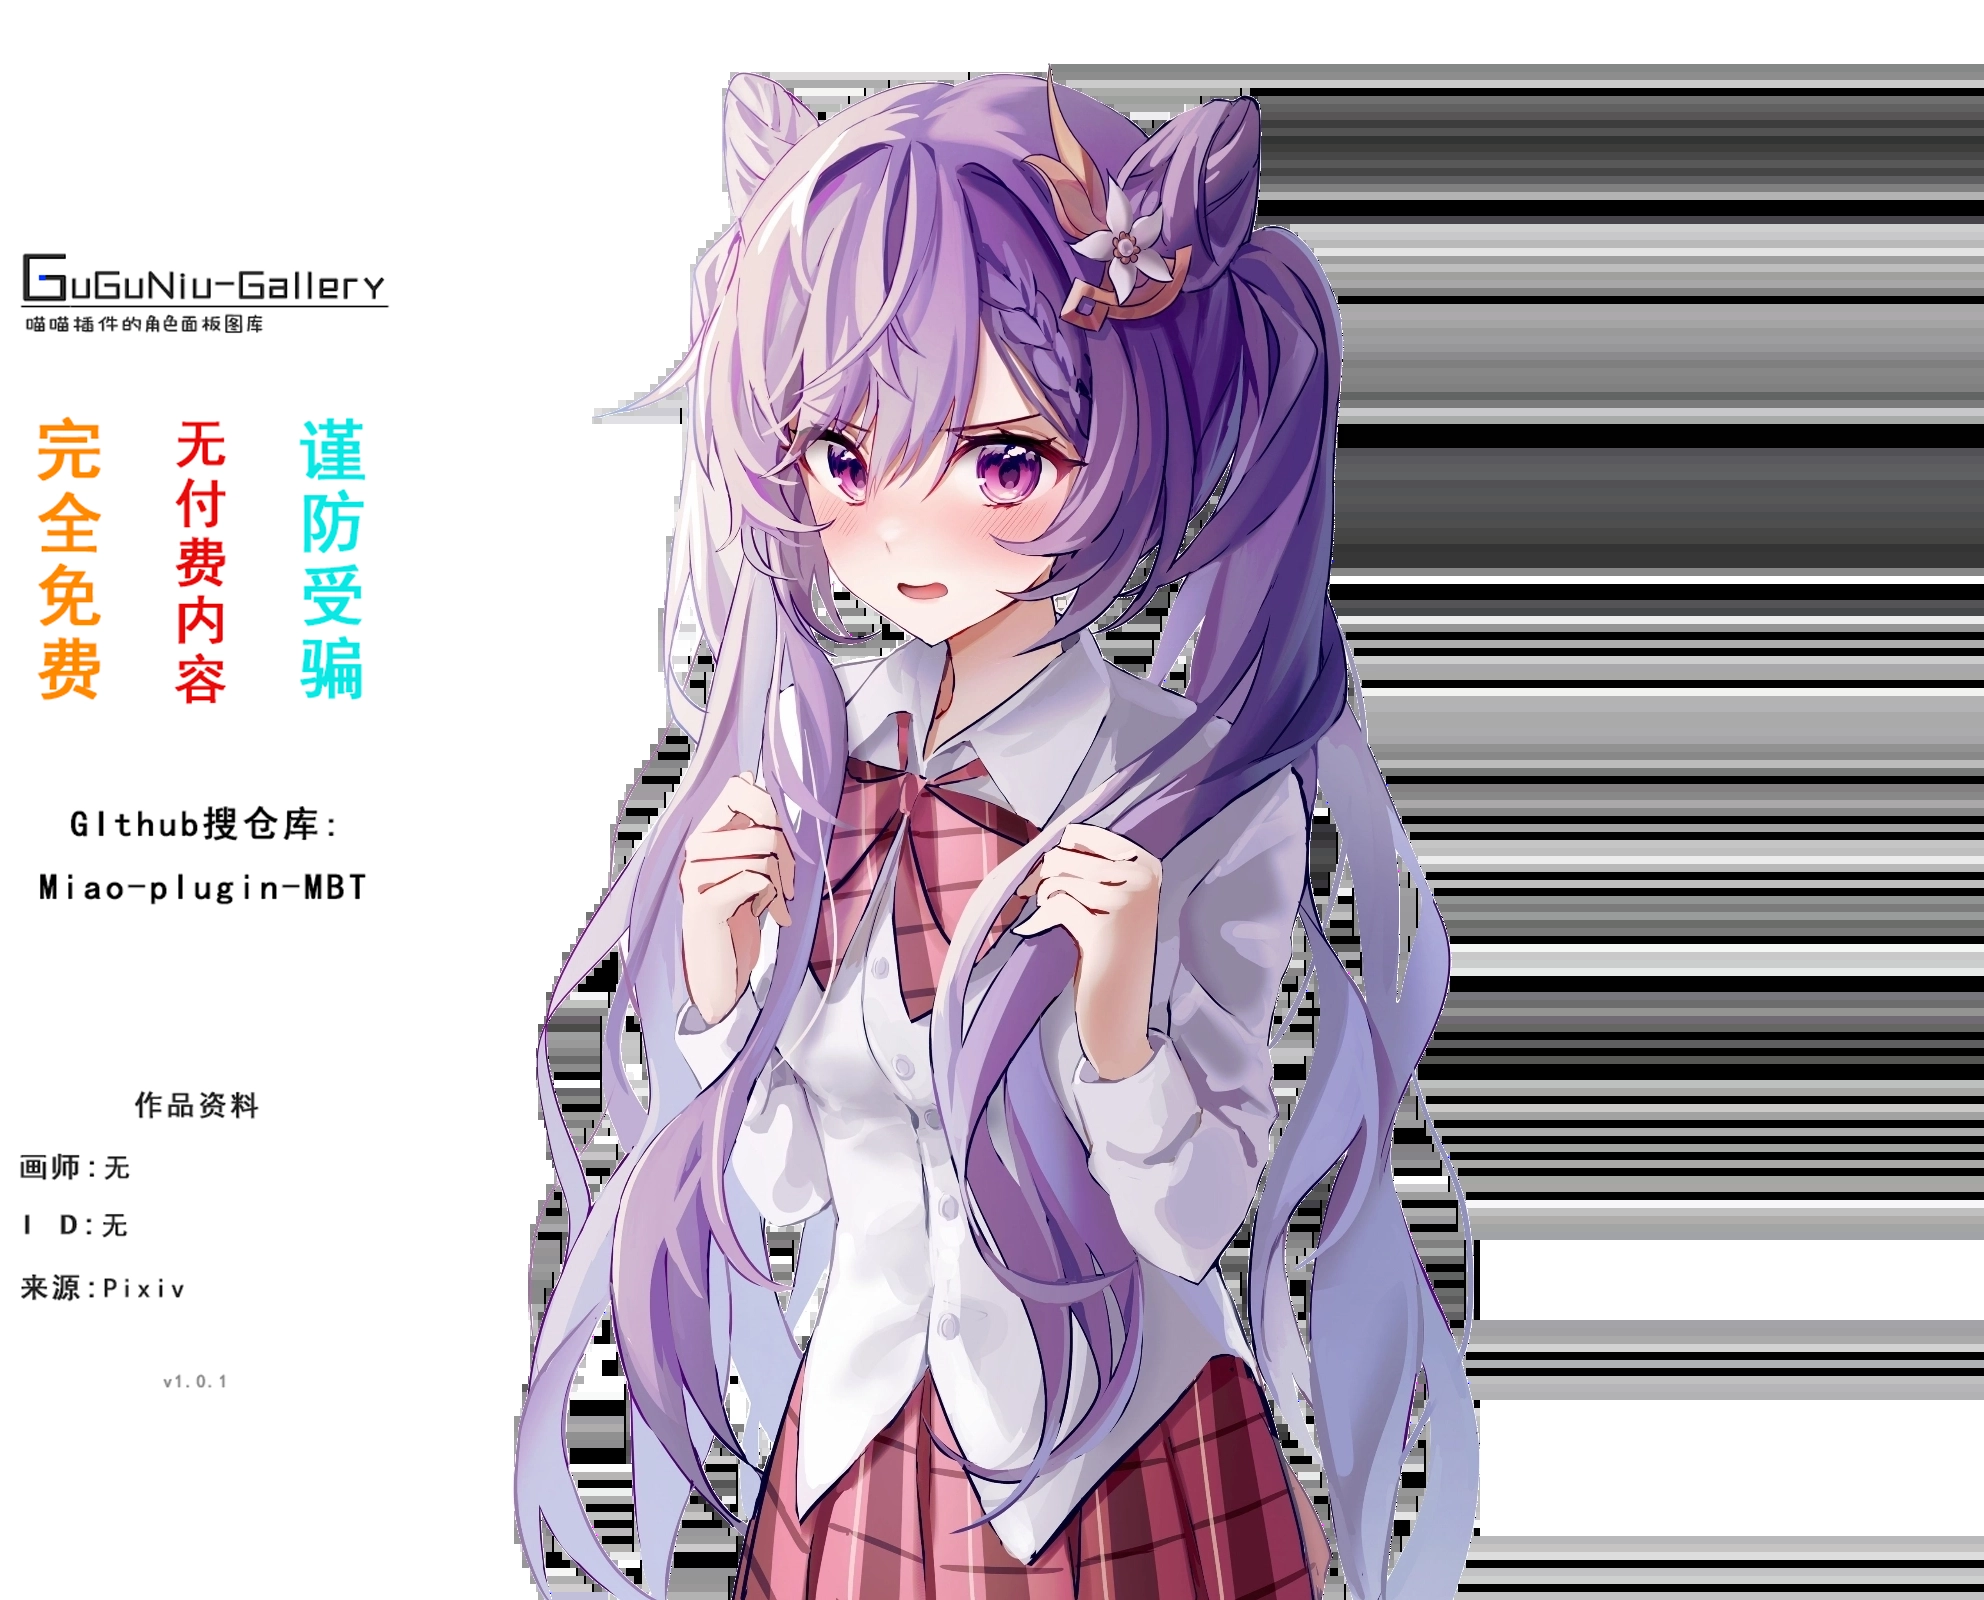 GuGuNiu-Gallery
喵喵插件的角色面板图库
完全免费
无付费内容
谨防受骗
GIthub搜仓库:
Miao-plugin-MBT
作品资料
画师:无
I D:无
来源:Pixiv
v1.0.1